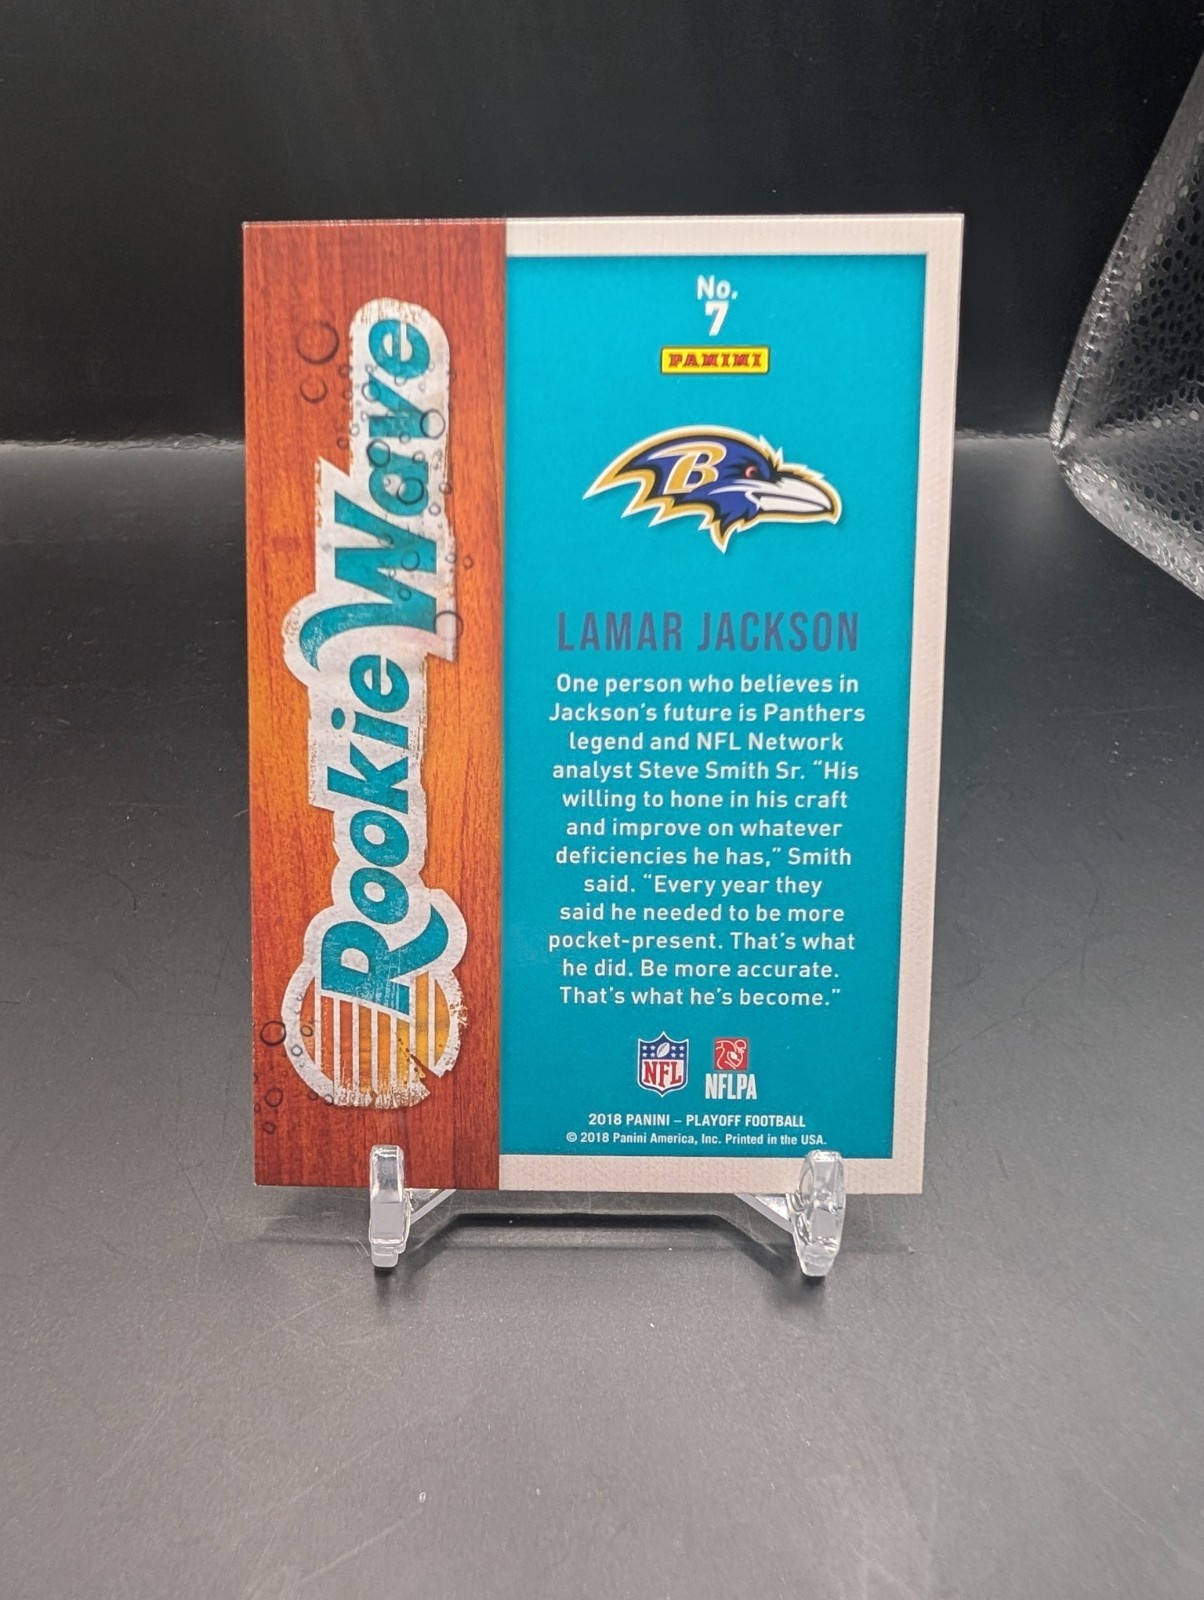 Rookie Wave
No.
7
PANINI
B
LAMAR JACKSON
One person who believes in
Jackson's future is Panthers
legend and NFL Network
analyst Steve Smith Sr. "His
willing to hone in his craft
and improve on whatever
deficiencies he has," Smith
said. "Every year they
said he needed to be more
pocket-present. That's what
he did. Be more accurate.
That's what he's become."
NFL
NFLPA
2018 PANINI – PLAYOFF FOOTBALL
© 2018 Panini America, Inc. Printed in the USA.